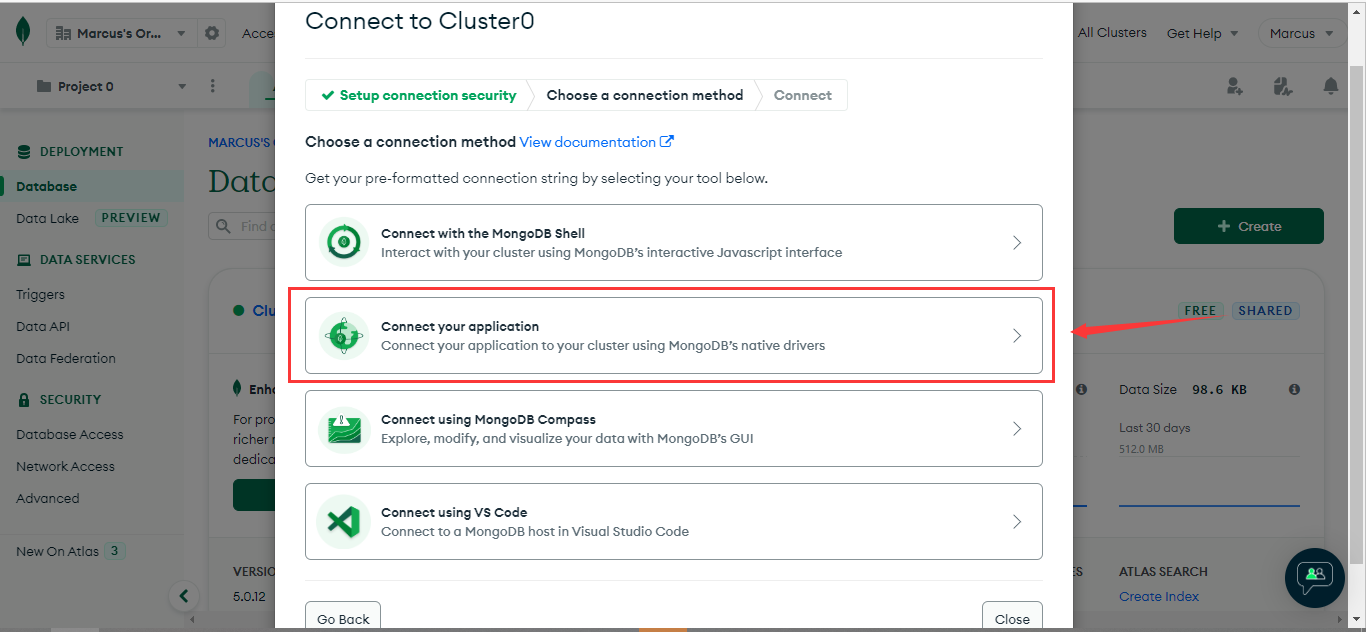 Connect to Cluster0
Marcus's Or...
Acce
All Clusters
Get Help
Marcus
Project 0
Setup connection security
Choose a connection method
Connect
DEPLOYMENT
Database
Data Lake PREVIEW
DATA SERVICES
Triggers
Data API
Data Federation
SECURITY
Database Access
Network Access
Advanced
New On Atlas 3
MARCUS'S
Data
Find
Clu
Enha
For pro
richer
dedica
VERSIO
5.0.12
Choose a connection method View documentation
Get your pre-formatted connection string by selecting your tool below.
Connect with the MongoDB Shell
Interact with your cluster using MongoDB's interactive Javascript interface
Connect your application
Connect your application to your cluster using MongoDB's native drivers
Connect using MongoDB Compass
Explore, modify, and visualize your data with MongoDB's GUI
Connect using VS Code
Connect to a MongoDB host in Visual Studio Code
Go Back
Close
+ Create
FREE SHARED
Data Size 98.6 KB
Last 30 days
512.0 MB
ES
ATLAS SEARCH
Create Index